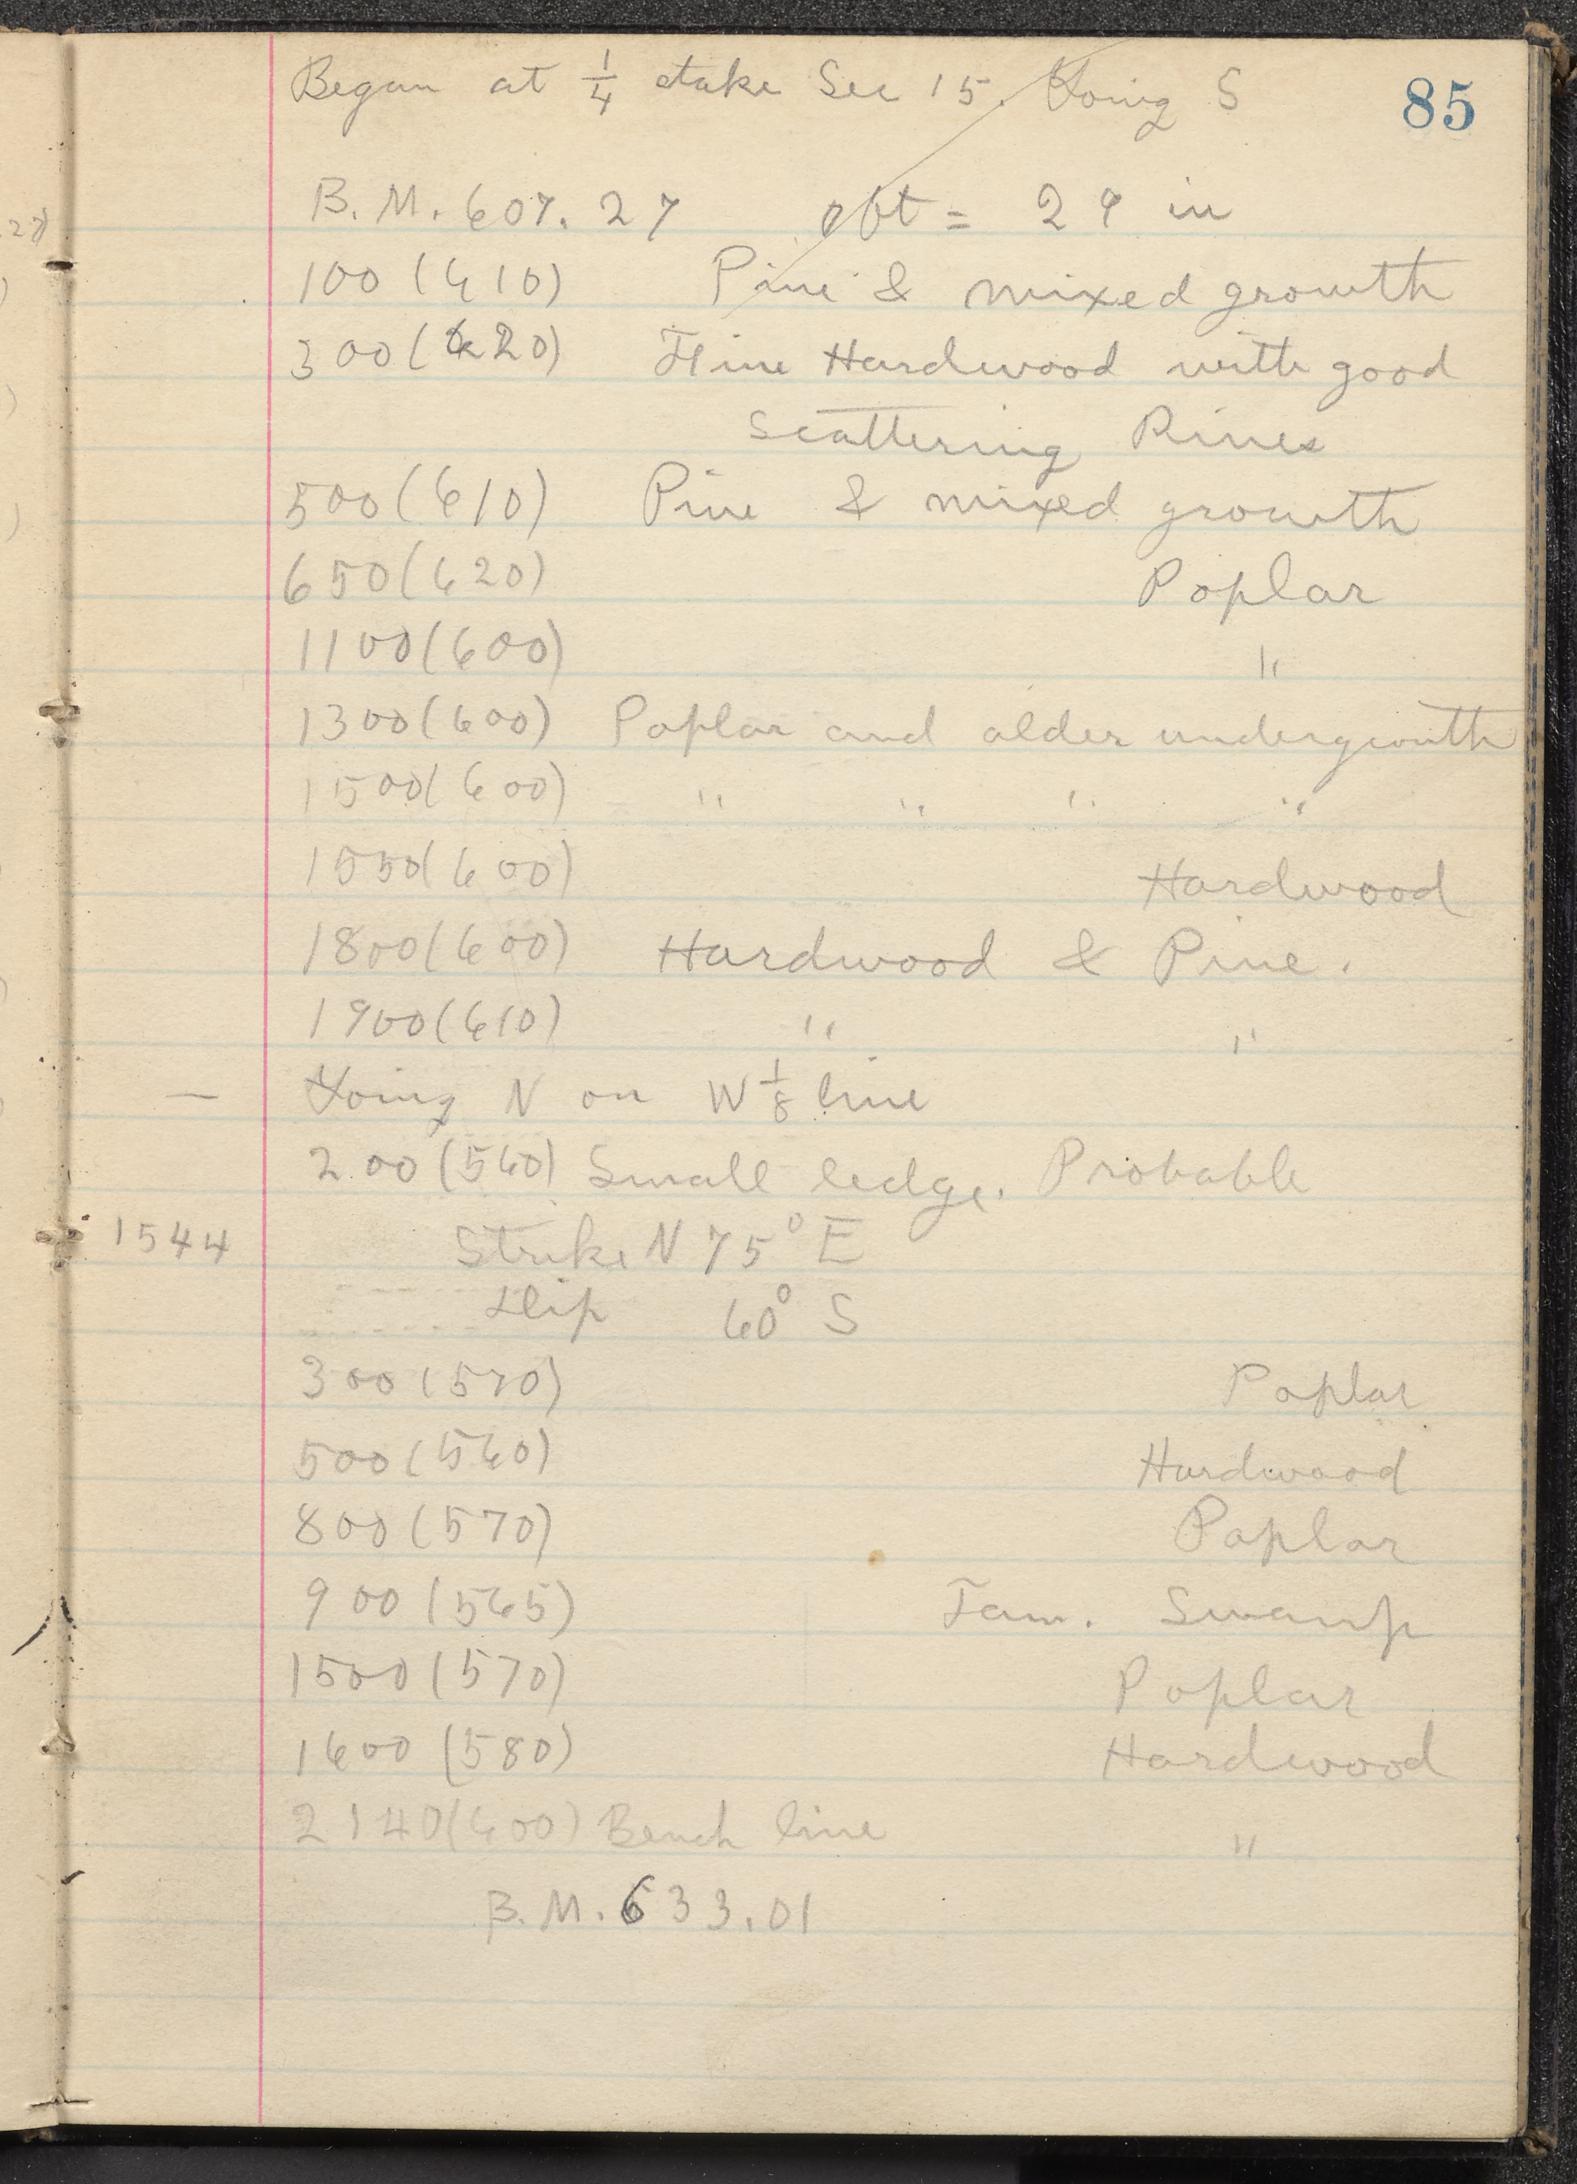 85
Began at 1/4 stake Sec 15. Going S
B.M. 607.27 pbt = 29 in
100 (610) Pine & mixed growth
300 (620) Fine Hardwood with good
scattering Pines
500 (610) Pine & mixed growth
650 (620) Poplar
1100 (600) "
1300 (600) Poplar and alder undergrowth
1500 (600) " " " "
1550 (600) Hardwood
1800 (600) Hardwood & Pine.
1900 (610) " "
— Going N on W 1/8 line
200 (560) Small ledge. Probable
1544 Strike N 75° E
Dip 60° S
300 (570) Poplar
500 (560) Hardwood
800 (570) Poplar
900 (565) Tam. Swamp
1500 (570) Poplar
1600 (580) Hardwood
2140 (600) Bench line "
B.M. 633.01